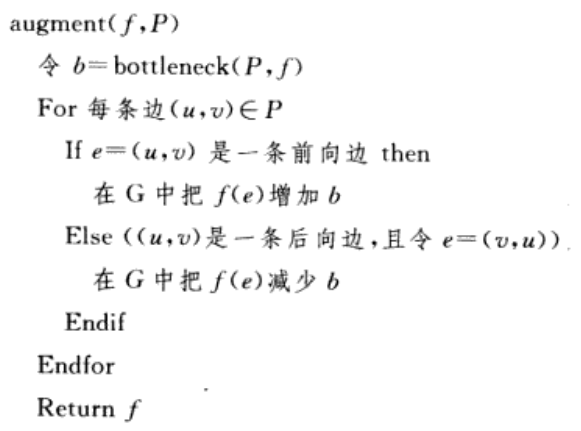 augment(f,P)
令 b=bottleneck(P,f)
For 每条边(u,v)∈P
If e=(u,v) 是一条前向边 then
在 G 中把 f(e)增加 b
Else ((u,v)是一条后向边,且令 e=(v,u))
在 G 中把 f(e)减少 b
Endif
Endfor
Return f